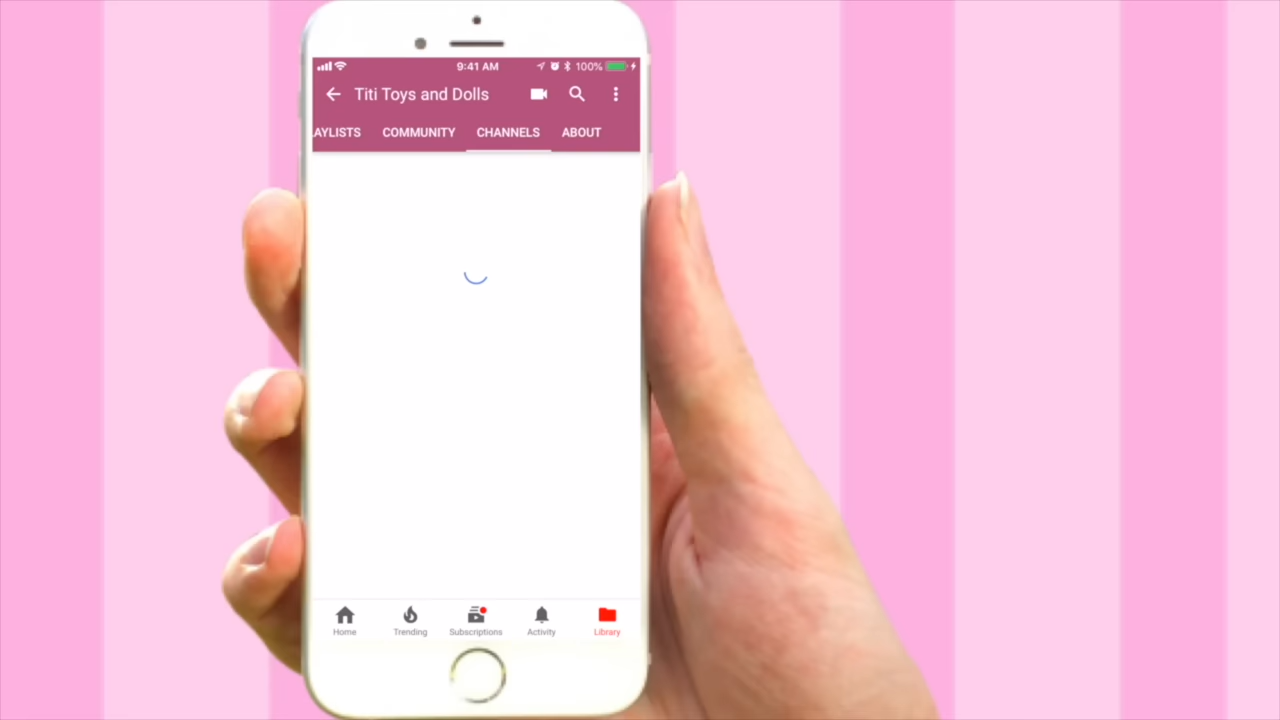 9:41 AM 100%
Titi Toys and Dolls
AYLISTS COMMUNITY CHANNELS ABOUT
Home Trending Subscriptions Activity Library